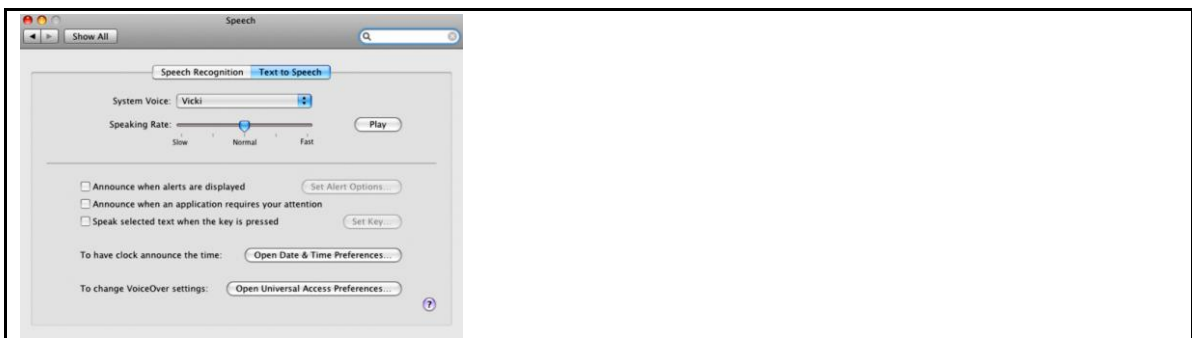 Speech
Show All
Speech Recognition Text to Speech
System Voice: Vicki
Speaking Rate: Play
Slow Normal Fast
Announce when alerts are displayed Set Alert Options...
Announce when an application requires your attention
Speak selected text when the key is pressed Set Key...
To have clock announce the time: Open Date & Time Preferences...
To change VoiceOver settings: Open Universal Access Preferences...
?